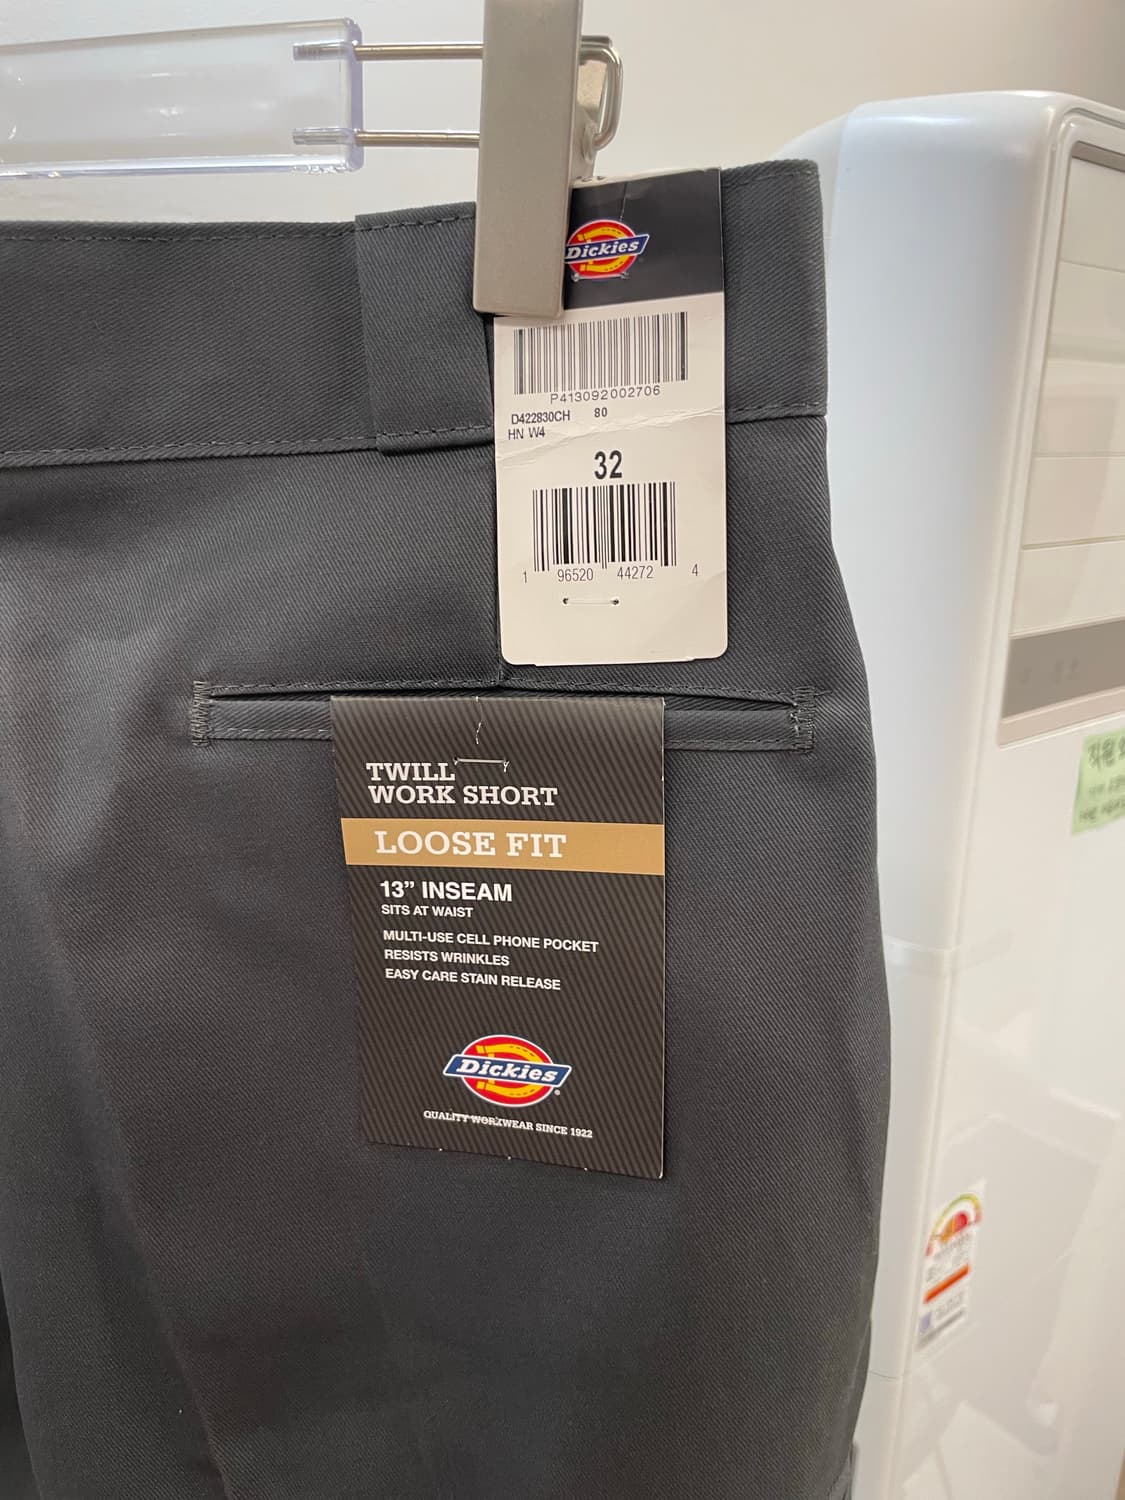 Dickies
P413092002706
D422830CH 80
HN W4
32
1 96520 44272 4
TWILL
WORK SHORT
LOOSE FIT
13” INSEAM
SITS AT WAIST
MULTI-USE CELL PHONE POCKET
RESISTS WRINKLES
EASY CARE STAIN RELEASE
Dickies
QUALITY WORKWEAR SINCE 1922